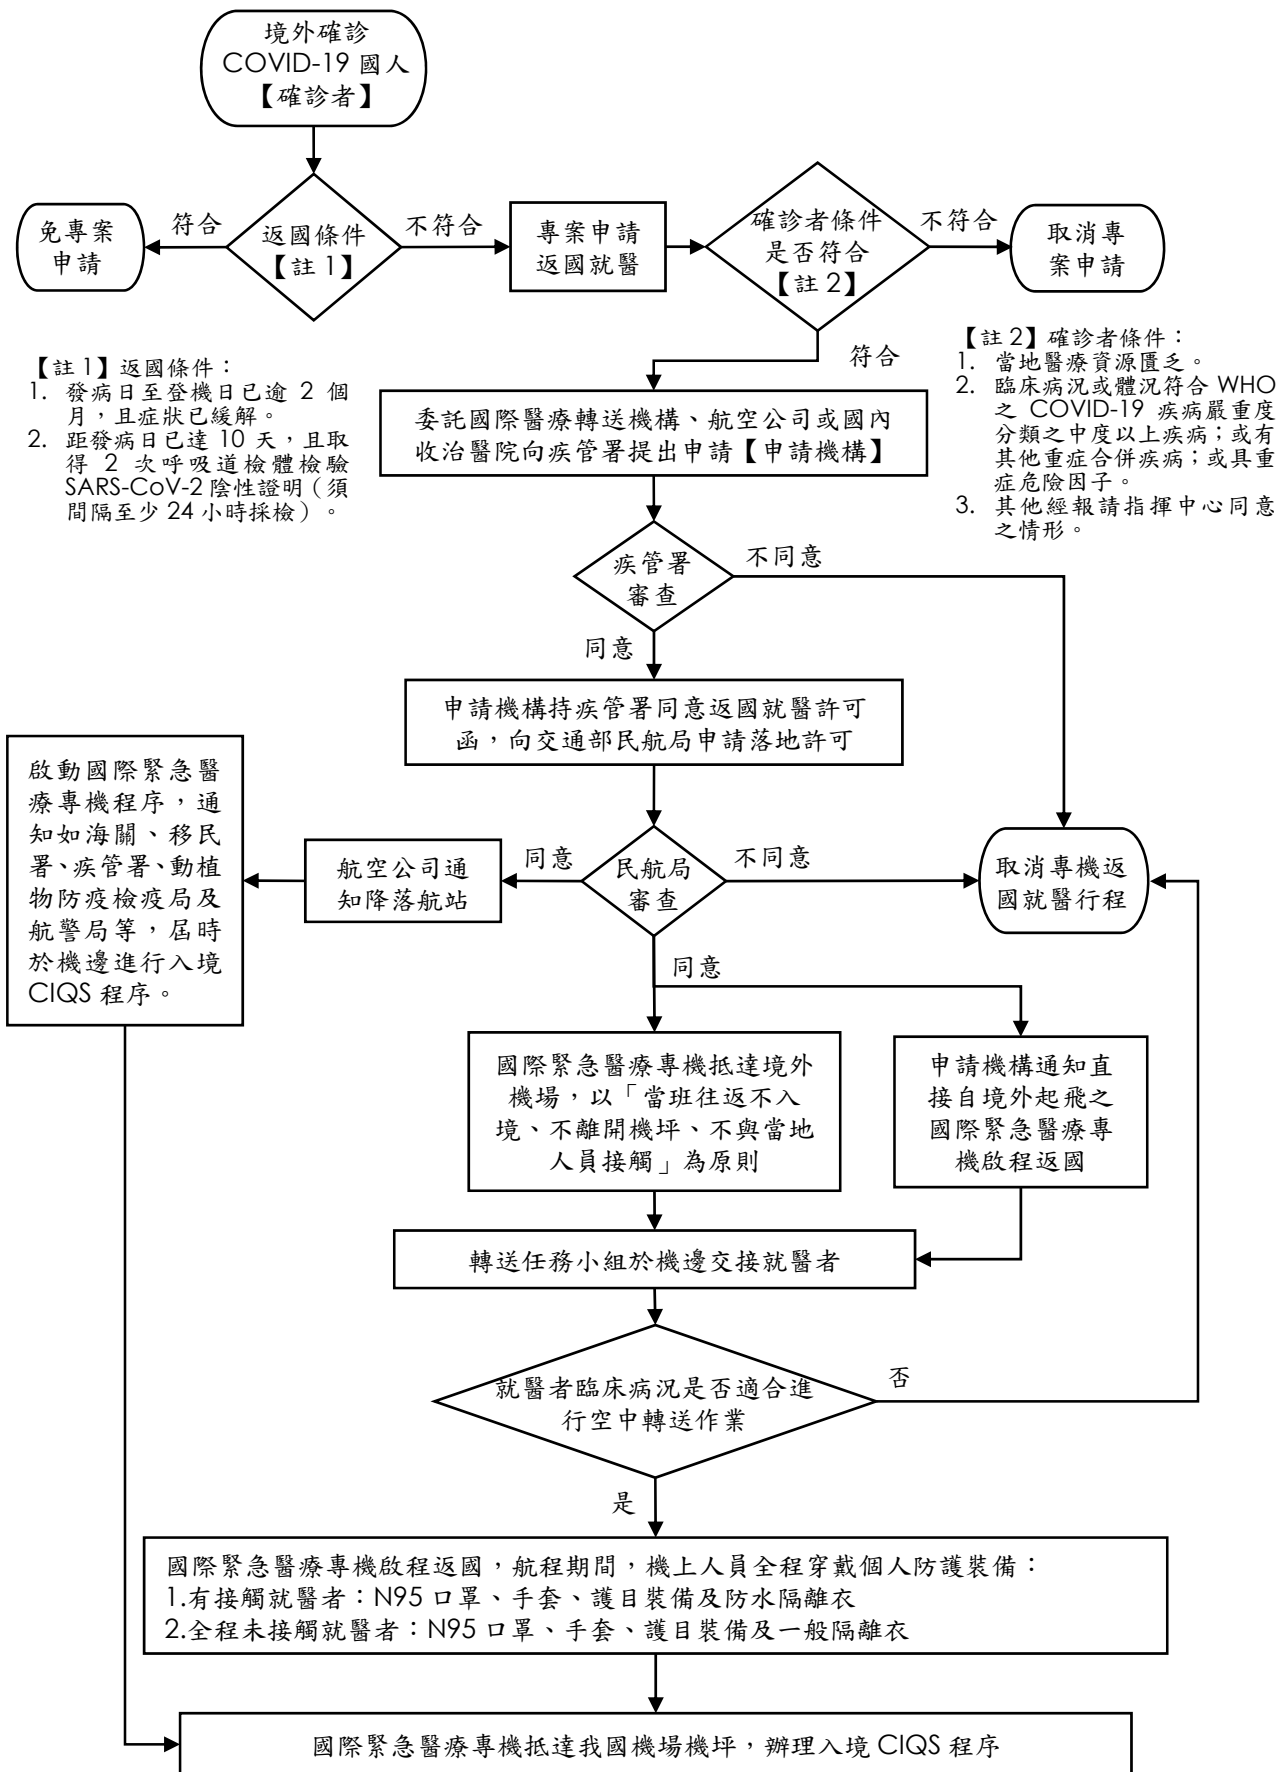 境外確診
COVID-19 國人
【確診者】
免專案
申請
符合
返國條件
【註 1】
不符合
專案申請
返國就醫
確診者條件
是否符合
【註 2】
不符合
取消專
案申請
【註 1】返國條件：
1. 發病日至登機日已逾 2 個
月，且症狀已緩解。
2. 距發病日已達 10 天，且取
得 2 次呼吸道檢體檢驗
SARS-CoV-2 陰性證明（須
間隔至少 24 小時採檢）。
符合
【註 2】確診者條件：
1. 當地醫療資源匱乏。
2. 臨床病況或體況符合 WHO
之 COVID-19 疾病嚴重度
分類之中度以上疾病；或有
其他重症合併疾病；或具重
症危險因子。
3. 其他經報請指揮中心同意
之情形。
委託國際醫療轉送機構、航空公司或國內
收治醫院向疾管署提出申請【申請機構】
疾管署
審查
不同意
同意
申請機構持疾管署同意返國就醫許可
函，向交通部民航局申請落地許可
啟動國際緊急醫
療專機程序，通
知如海關、移民
署、疾管署、動植
物防疫檢疫局及
航警局等，屆時
於機邊進行入境
CIQS 程序。
航空公司通
知降落航站
同意
民航局
審查
不同意
取消專機返
國就醫行程
同意
國際緊急醫療專機抵達境外
機場，以「當班往返不入
境、不離開機坪、不與當地
人員接觸」為原則
申請機構通知直
接自境外起飛之
國際緊急醫療專
機啟程返國
轉送任務小組於機邊交接就醫者
就醫者臨床病況是否適合進
行空中轉送作業
否
是
國際緊急醫療專機啟程返國，航程期間，機上人員全程穿戴個人防護裝備：
1.有接觸就醫者：N95 口罩、手套、護目裝備及防水隔離衣
2.全程未接觸就醫者：N95 口罩、手套、護目裝備及一般隔離衣
國際緊急醫療專機抵達我國機場機坪，辦理入境 CIQS 程序